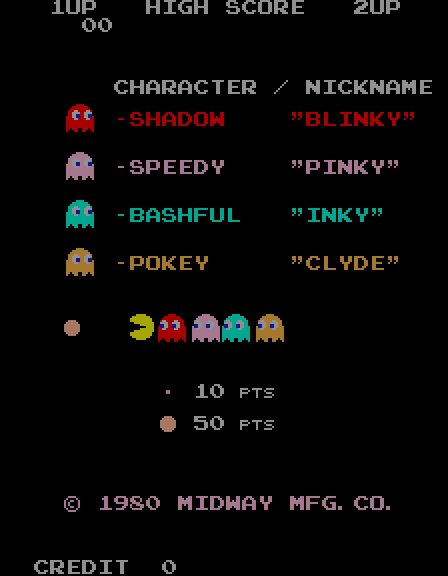 1UP HIGH SCORE 2UP
00
CHARACTER / NICKNAME
-SHADOW "BLINKY"
-SPEEDY "PINKY"
-BASHFUL "INKY"
-POKEY "CLYDE"
10 PTS
50 PTS
© 1980 MIDWAY MFG. CO.
CREDIT 0